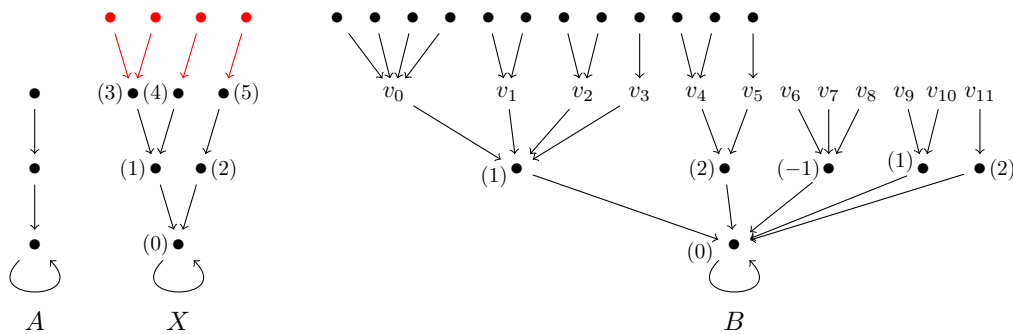 (3) (4) (5) v₀ v₁ v₂ v₃ v₄ v₅ v₆ v₇ v₈ v₉ v₁₀ v₁₁
(1) (2) (1) (2) (−1) (1) (2)
(0) (0)
A X B